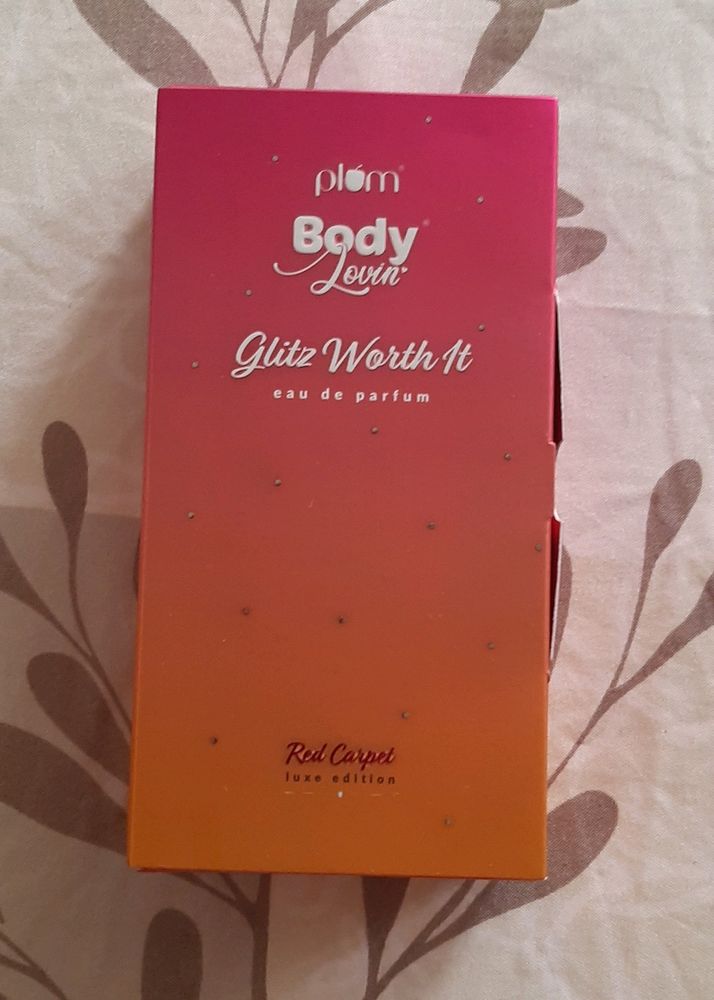 plum
Body
Lovin'
Glitz Worth It
eau de parfum
Red Carpet
luxe edition